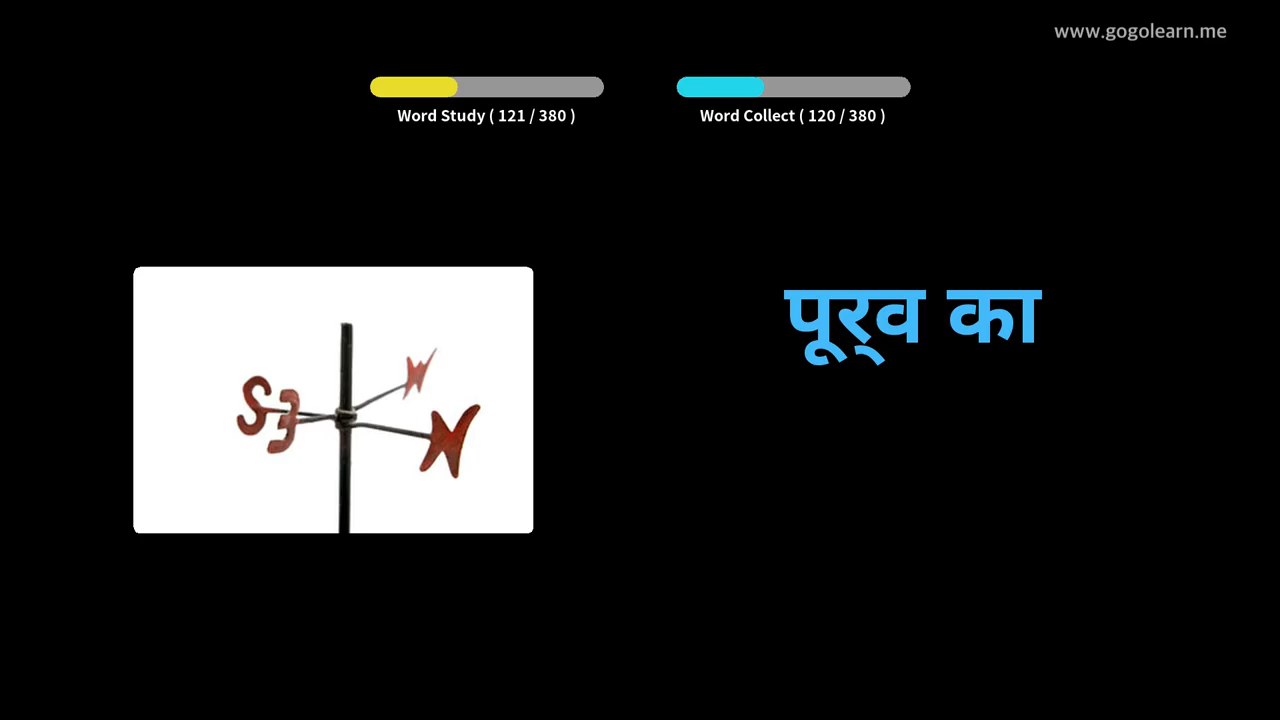 www.gogolearn.me
Word Study ( 121 / 380 )
Word Collect ( 120 / 380 )
पूर्व का
S E N W